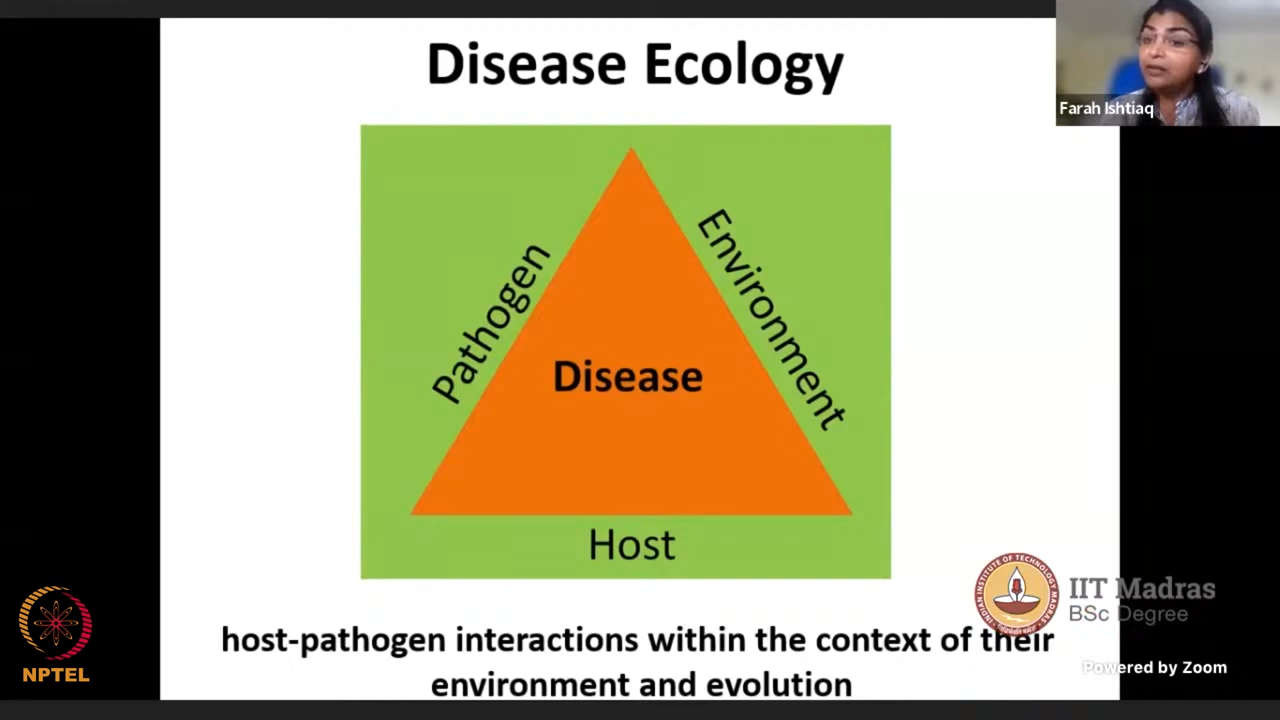 Disease Ecology
Farah Ishtiaq
Pathogen
Environment
Disease
Host
IIT Madras
BSc Degree
host-pathogen interactions within the context of their
environment and evolution
NPTEL
Powered by Zoom